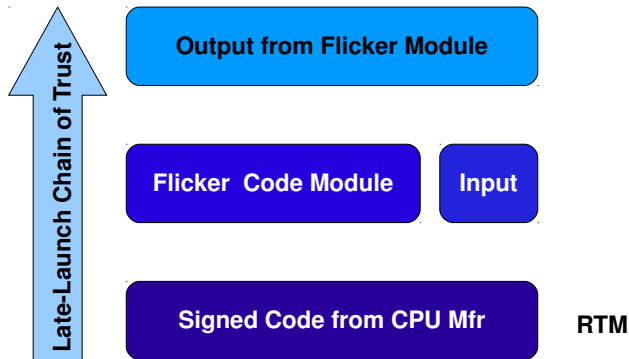 Output from Flicker Module
Late-Launch Chain of Trust
Flicker Code Module
Input
Signed Code from CPU Mfr
RTM